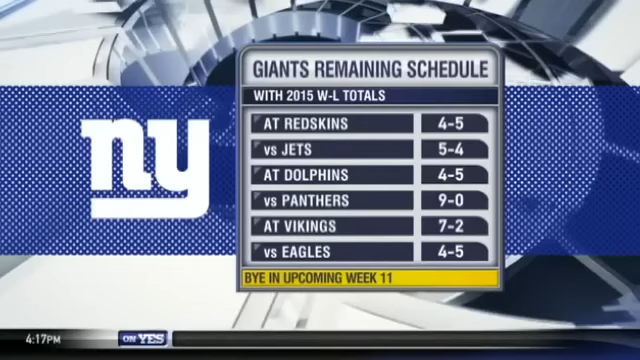 ny
GIANTS REMAINING SCHEDULE
WITH 2015 W-L TOTALS
AT REDSKINS 4-5
vs JETS 5-4
AT DOLPHINS 4-5
vs PANTHERS 9-0
AT VIKINGS 7-2
vs EAGLES 4-5
BYE IN UPCOMING WEEK 11
4:17PM ON YES